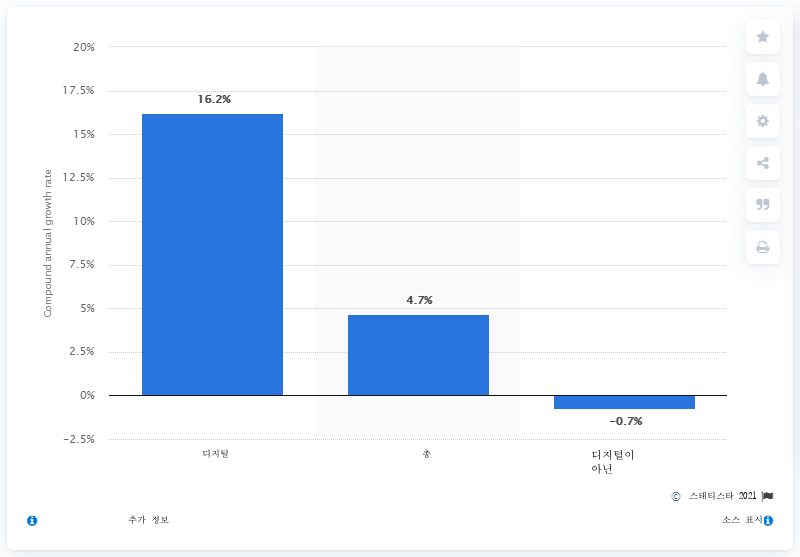 20%
17.5%
16.2%
15%
12.5%
10%
7.5%
5%
4.7%
2.5%
0%
-0.7%
-2.5%
Compound annual growth rate
디지털
총
디지털이
아닌
© 스태티스타 2021
추가 정보
소스 표시